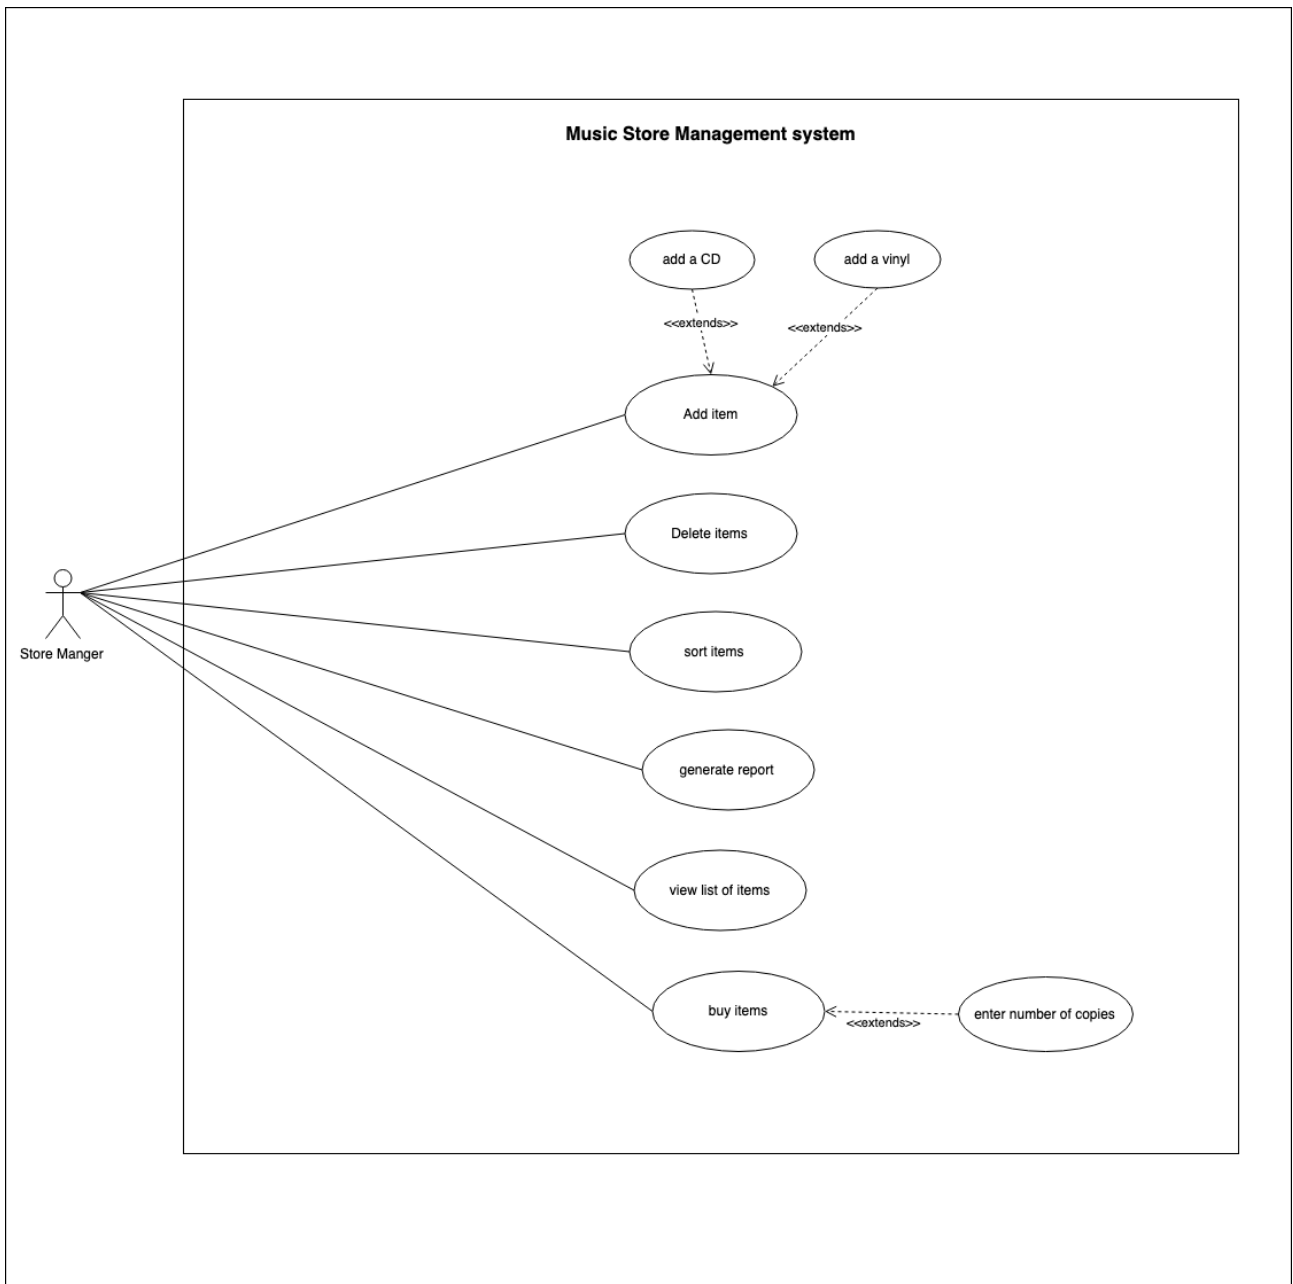 Music Store Management system
add a CD
add a vinyl
<<extends>>
<<extends>>
Add item
Delete items
Store Manger
sort items
generate report
view list of items
buy items
<<extends>>
enter number of copies